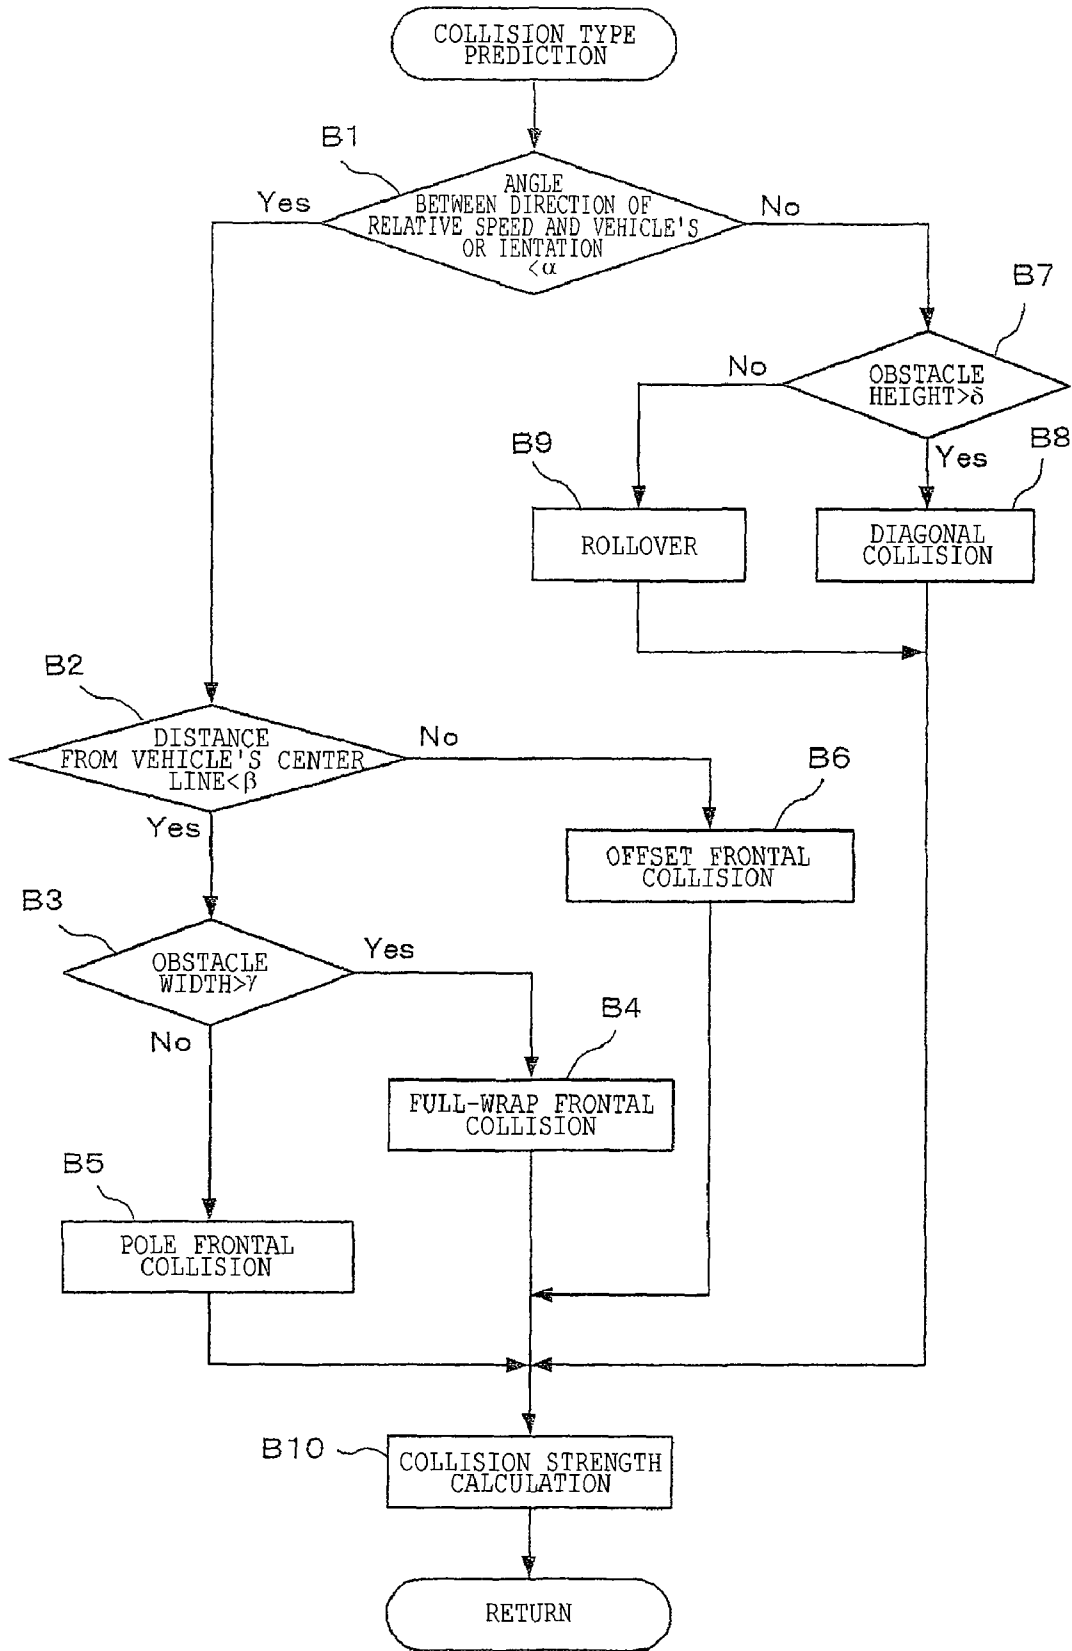 COLLISION TYPE
PREDICTION
B1
ANGLE
BETWEEN DIRECTION OF
RELATIVE SPEED AND VEHICLE'S
OR IENTATION
<α
Yes
No
B7
OBSTACLE
HEIGHT>δ
No
Yes
B9
ROLLOVER
B8
DIAGONAL
COLLISION
B2
DISTANCE
FROM VEHICLE'S CENTER
LINE<β
No
Yes
B6
OFFSET FRONTAL
COLLISION
B3
OBSTACLE
WIDTH>γ
Yes
No
B4
FULL-WRAP FRONTAL
COLLISION
B5
POLE FRONTAL
COLLISION
B10
COLLISION STRENGTH
CALCULATION
RETURN